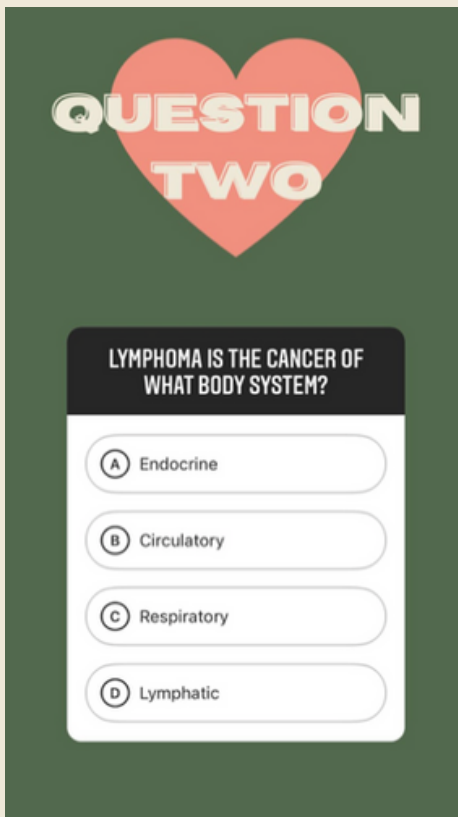 QUESTION
TWO
LYMPHOMA IS THE CANCER OF
WHAT BODY SYSTEM?
A Endocrine
B Circulatory
C Respiratory
D Lymphatic